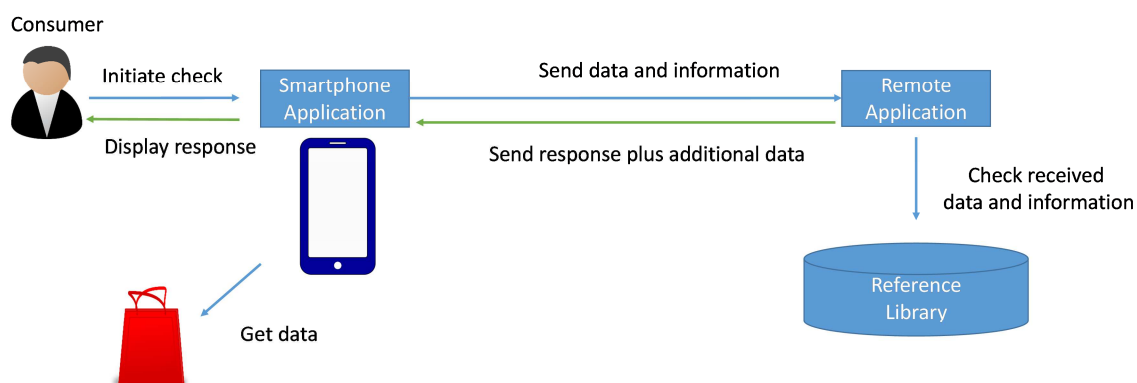 Consumer
Initiate check
Display response
Smartphone
Application
Send data and information
Send response plus additional data
Remote
Application
Check received
data and information
Reference
Library
Get data